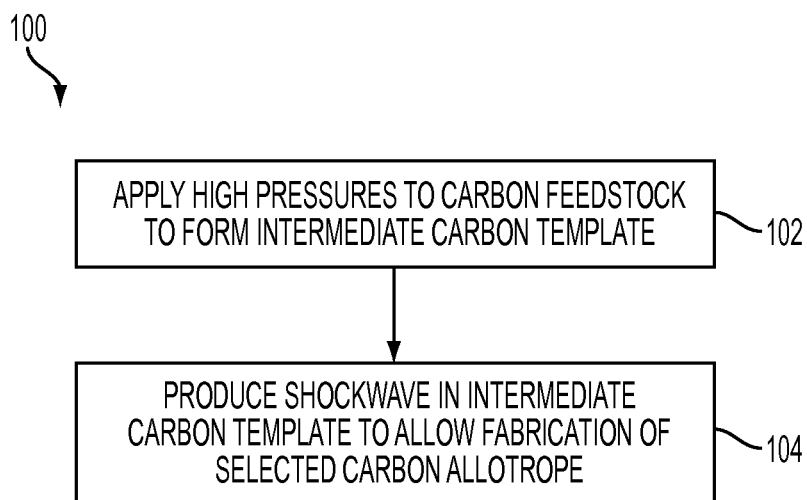 100
APPLY HIGH PRESSURES TO CARBON FEEDSTOCK
TO FORM INTERMEDIATE CARBON TEMPLATE
102
PRODUCE SHOCKWAVE IN INTERMEDIATE
CARBON TEMPLATE TO ALLOW FABRICATION OF
SELECTED CARBON ALLOTROPE
104